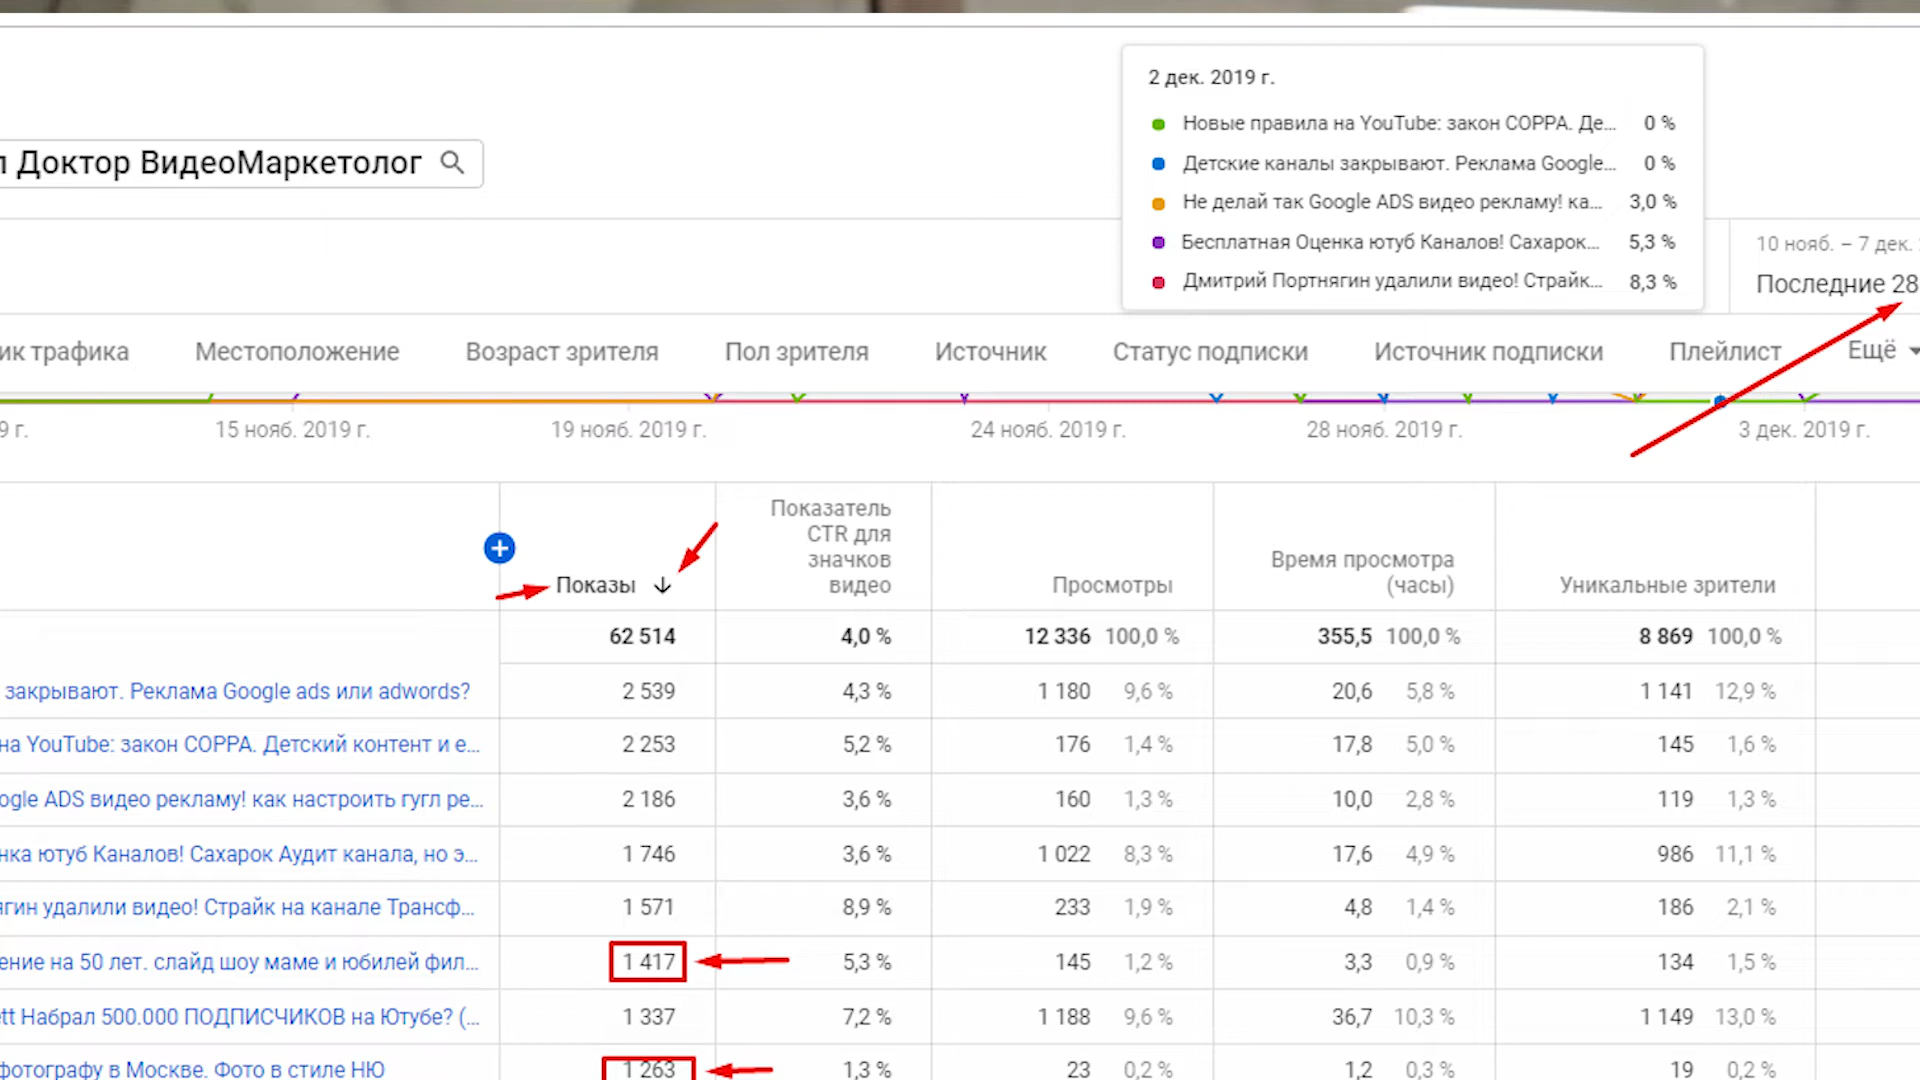 2 дек. 2019 г.
Новые правила на YouTube: закон COPPA. Де... 0 %
Детские каналы закрывают. Реклама Google... 0 %
Не делай так Google ADS видео рекламу! ка... 3,0 %
Бесплатная Оценка ютуб Каналов! Сахарок... 5,3 %
Дмитрий Портнягин удалили видео! Страйк... 8,3 %
л Доктор ВидеоМаркетолог
10 нояб. – 7 дек.
Последние 28
ик трафика Местоположение Возраст зрителя Пол зрителя Источник Статус подписки Источник подписки Плейлист Ещё
9 г. 15 нояб. 2019 г. 19 нояб. 2019 г. 24 нояб. 2019 г. 28 нояб. 2019 г. 3 дек. 2019 г.
Показы
Показатель
CTR для
значков
видео
Просмотры
Время просмотра
(часы)
Уникальные зрители
62 514 4,0 % 12 336 100,0 % 355,5 100,0 % 8 869 100,0 %
закрывают. Реклама Google ads или adwords? 2 539 4,3 % 1 180 9,6 % 20,6 5,8 % 1 141 12,9 %
на YouTube: закон COPPA. Детский контент и е... 2 253 5,2 % 176 1,4 % 17,8 5,0 % 145 1,6 %
ogle ADS видео рекламу! как настроить гугл ре... 2 186 3,6 % 160 1,3 % 10,0 2,8 % 119 1,3 %
нка ютуб Каналов! Сахарок Аудит канала, но э... 1 746 3,6 % 1 022 8,3 % 17,6 4,9 % 986 11,1 %
ягин удалили видео! Страйк на канале Трансф... 1 571 8,9 % 233 1,9 % 4,8 1,4 % 186 2,1 %
ение на 50 лет. слайд шоу маме и юбилей фил... 1 417 5,3 % 145 1,2 % 3,3 0,9 % 134 1,5 %
tt Набрал 500.000 ПОДПИСЧИКОВ на Ютубе? (... 1 337 7,2 % 1 188 9,6 % 36,7 10,3 % 1 149 13,0 %
фотографу в Москве. Фото в стиле НЮ 1 263 1,3 % 23 0,2 % 1,2 0,3 % 19 0,2 %